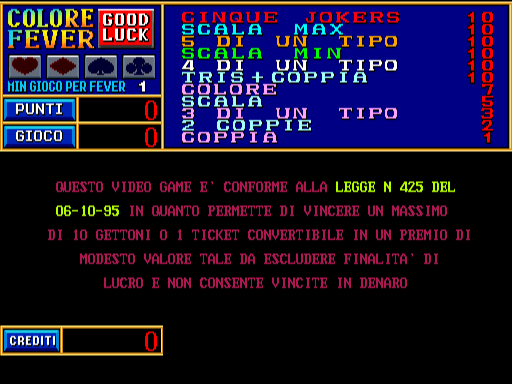 COLORE FEVER
GOOD LUCK
MIN GIOCO PER FEVER 1
PUNTI 0
GIOCO 0
CINQUE JOKERS 10
SCALA MAX 10
5 DI UN TIPO 10
SCALA MIN 10
4 DI UN TIPO 10
TRIS+COPPIA 10
COLORE 7
SCALA 5
3 DI UN TIPO 3
2 COPPIE 2
COPPIA 1
QUESTO VIDEO GAME E' CONFORME ALLA LEGGE N 425 DEL
06-10-95 IN QUANTO PERMETTE DI VINCERE UN MASSIMO
DI 10 GETTONI O 1 TICKET CONVERTIBILE IN UN PREMIO DI
MODESTO VALORE TALE DA ESCLUDERE FINALITA' DI
LUCRO E NON CONSENTE VINCITE IN DENARO
CREDITI 0